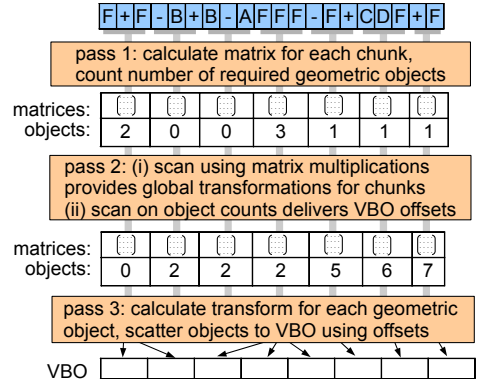 F+F-B+B-AFFF-F+CDF+F
pass 1: calculate matrix for each chunk,
count number of required geometric objects
matrices:
objects: 2 0 0 3 1 1 1
pass 2: (i) scan using matrix multiplications
provides global transformations for chunks
(ii) scan on object counts delivers VBO offsets
matrices:
objects: 0 2 2 2 5 6 7
pass 3: calculate transform for each geometric
object, scatter objects to VBO using offsets
VBO